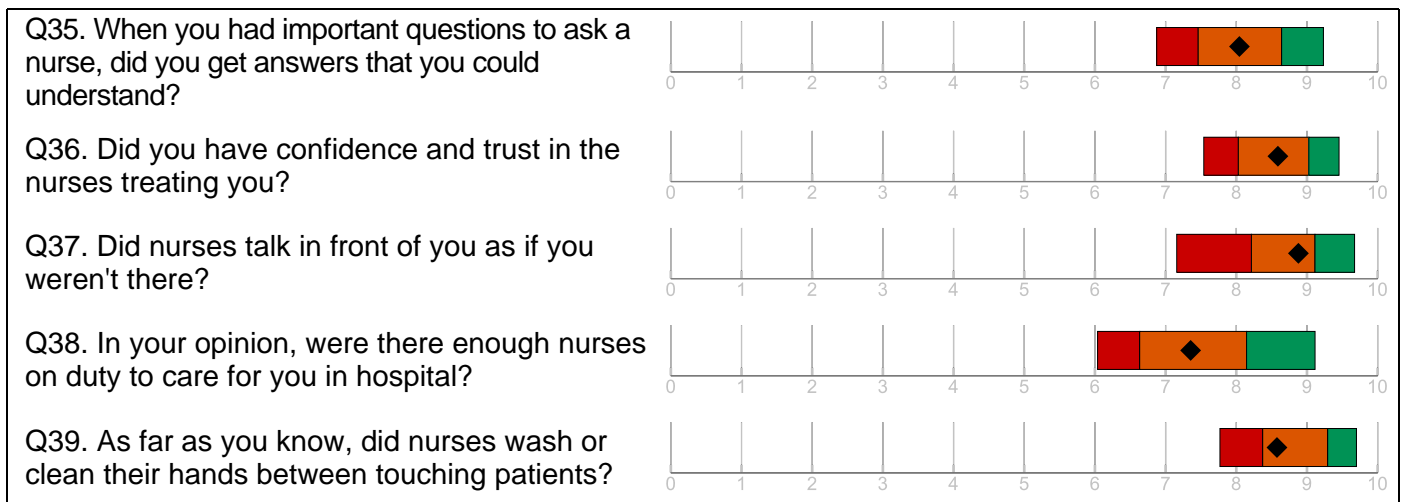 Q35. When you had important questions to ask a
nurse, did you get answers that you could
understand?
0 1 2 3 4 5 6 7 8 9 10
Q36. Did you have confidence and trust in the
nurses treating you?
0 1 2 3 4 5 6 7 8 9 10
Q37. Did nurses talk in front of you as if you
weren't there?
0 1 2 3 4 5 6 7 8 9 10
Q38. In your opinion, were there enough nurses
on duty to care for you in hospital?
0 1 2 3 4 5 6 7 8 9 10
Q39. As far as you know, did nurses wash or
clean their hands between touching patients?
0 1 2 3 4 5 6 7 8 9 10